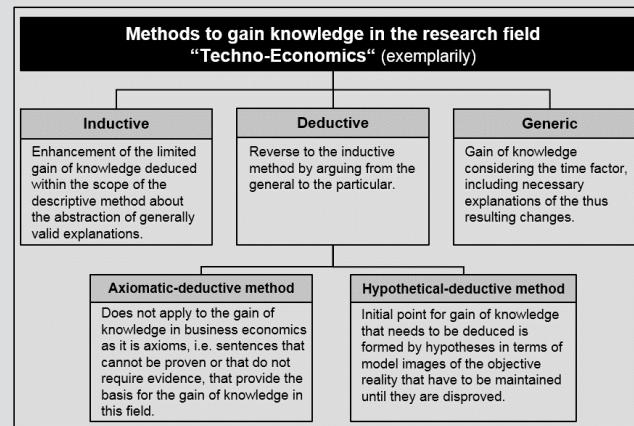 Methods to gain knowledge in the research field
“Techno-Economics“ (exemplarily)
Inductive
Enhancement of the limited
gain of knowledge deduced
within the scope of the
descriptive method about
the abstraction of generally
valid explanations.
Deductive
Reverse to the inductive
method by arguing from the
general to the particular.
Generic
Gain of knowledge
considering the time factor,
including necessary
explanations of the thus
resulting changes.
Axiomatic-deductive method
Does not apply to the gain of
knowledge in business economics
as it is axioms, i.e. sentences that
cannot be proven or that do not
require evidence, that provide the
basis for the gain of knowledge in
this field.
Hypothetical-deductive method
Initial point for gain of knowledge
that needs to be deduced is
formed by hypotheses in terms of
model images of the objective
reality that have to be maintained
until they are disproved.